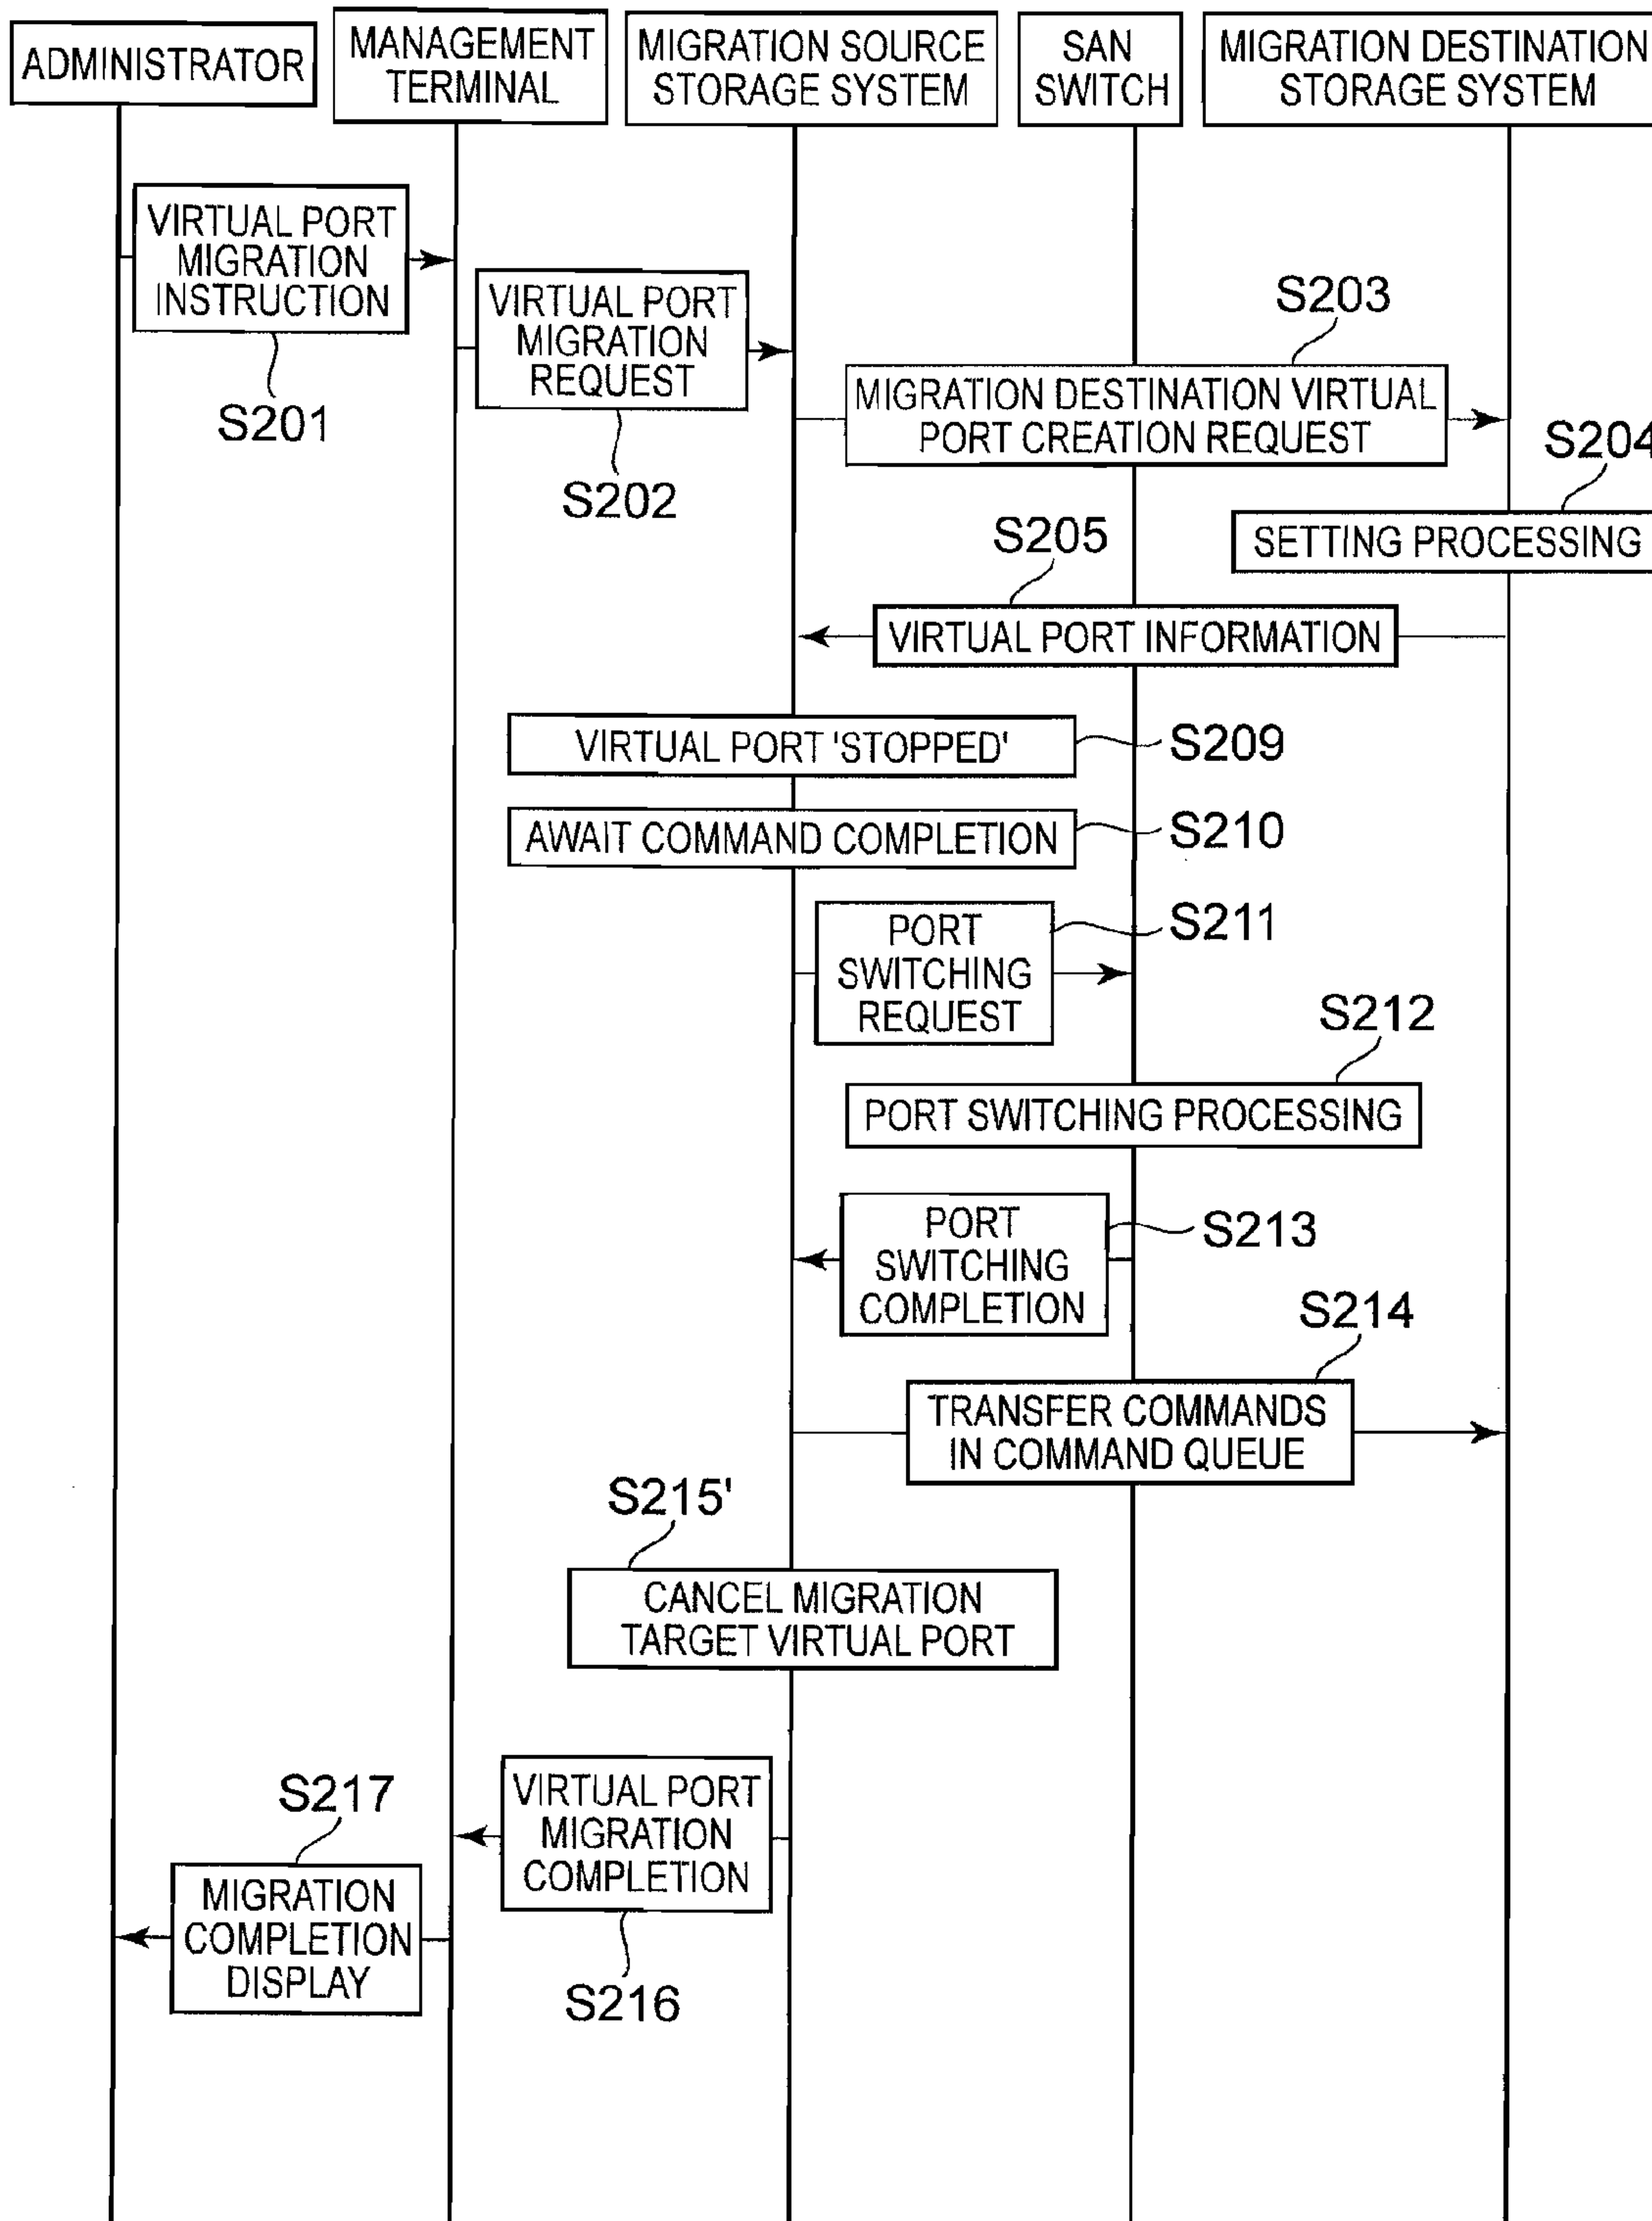 ADMINISTRATOR
MANAGEMENT
TERMINAL
MIGRATION SOURCE
STORAGE SYSTEM
SAN
SWITCH
MIGRATION DESTINATION
STORAGE SYSTEM
VIRTUAL PORT
MIGRATION
INSTRUCTION
S201
VIRTUAL PORT
MIGRATION
REQUEST
S202
S203
MIGRATION DESTINATION VIRTUAL
PORT CREATION REQUEST
S204
SETTING PROCESSING
S205
VIRTUAL PORT INFORMATION
VIRTUAL PORT 'STOPPED'
S209
AWAIT COMMAND COMPLETION
S210
PORT
SWITCHING
REQUEST
S211
S212
PORT SWITCHING PROCESSING
PORT
SWITCHING
COMPLETION
S213
S214
TRANSFER COMMANDS
IN COMMAND QUEUE
S215'
CANCEL MIGRATION
TARGET VIRTUAL PORT
VIRTUAL PORT
MIGRATION
COMPLETION
S216
S217
MIGRATION
COMPLETION
DISPLAY